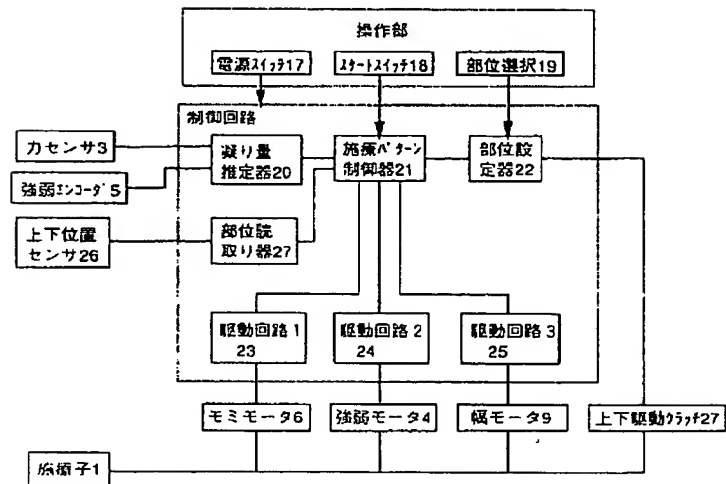 操作部
電源スイッチ17
スタートスイッチ18
部位選択19
制御回路
力センサ3
凝り量
推定器20
施療パターン
制御器21
部位設
定器22
強弱エンコーダ5
上下位置
センサ26
部位読
取り器27
駆動回路1
23
駆動回路2
24
駆動回路3
25
モミモータ6
強弱モータ4
幅モータ9
上下駆動クラッチ27
施療子1